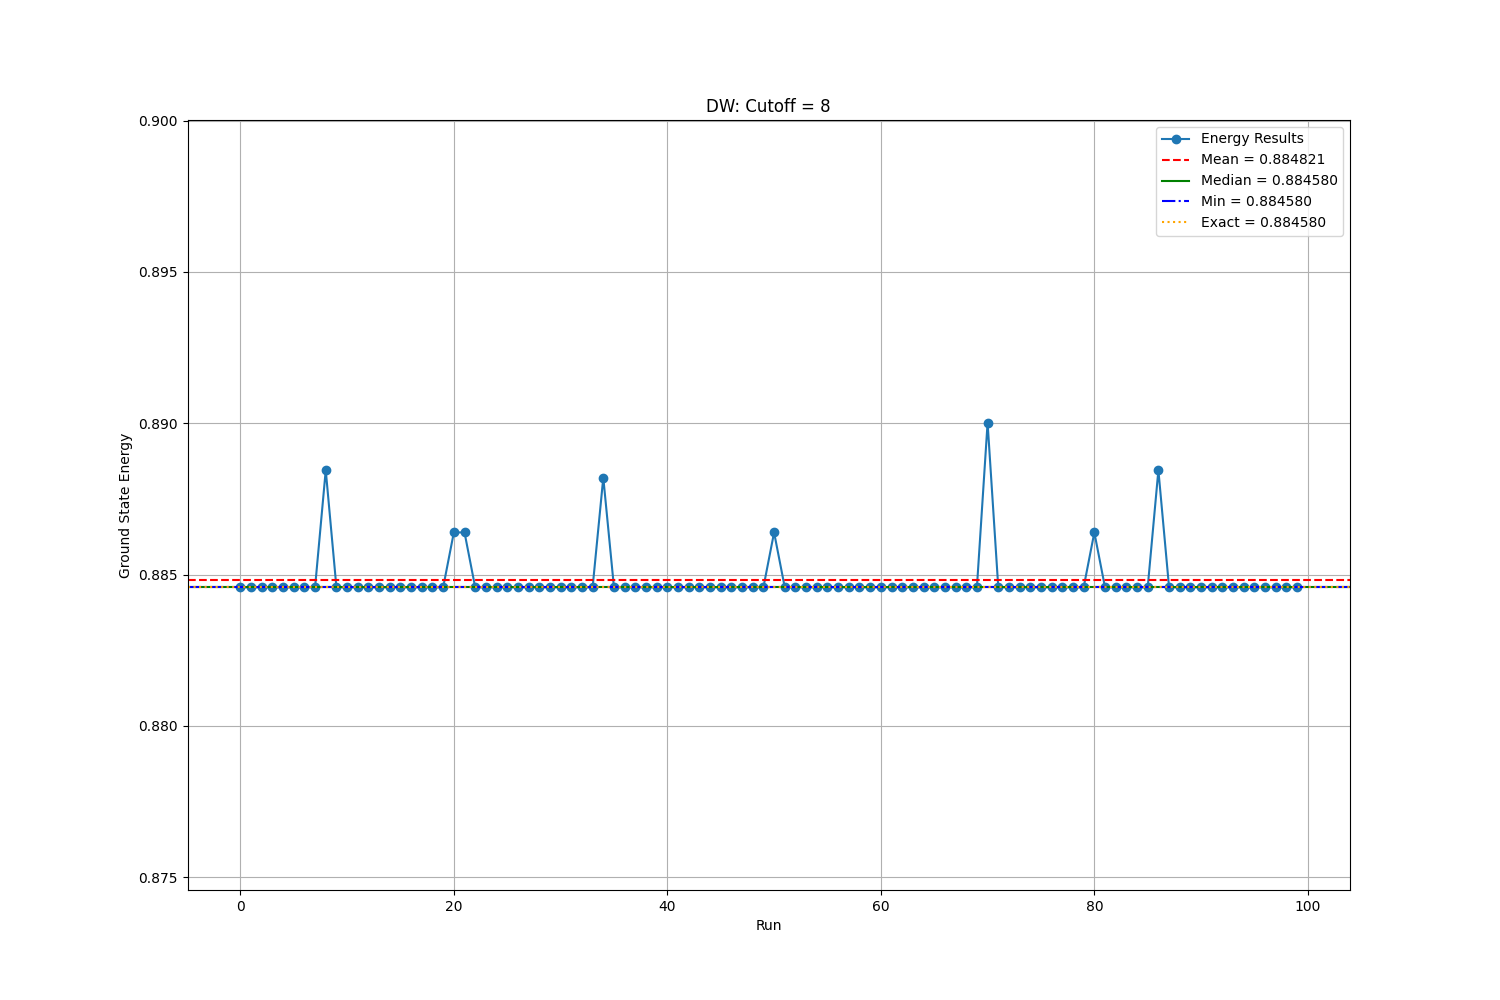 DW: Cutoff = 8
0.900
0.895
0.890
0.885
0.880
0.875
Ground State Energy
Energy Results
Mean = 0.884821
Median = 0.884580
Min = 0.884580
Exact = 0.884580
0 20 40 60 80 100
Run